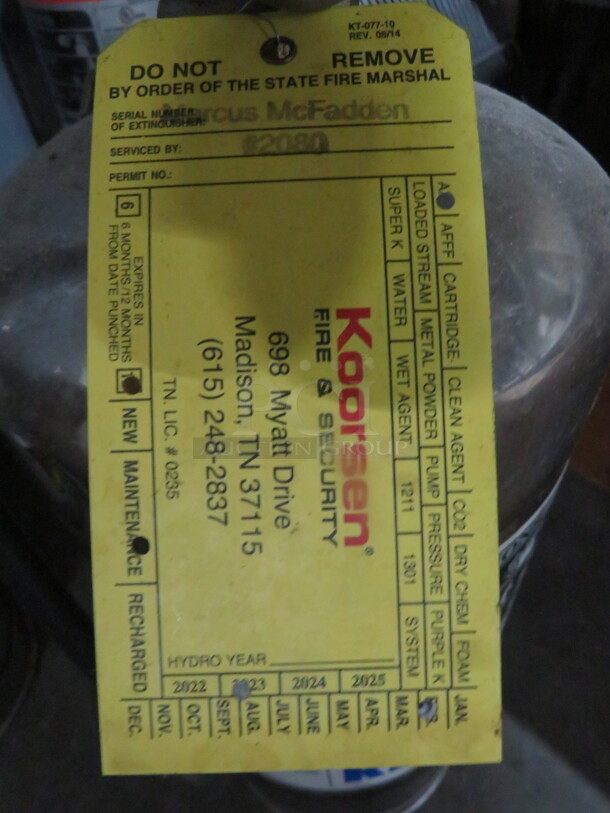 KT-077-10
REV. 08/14
DO NOT REMOVE
BY ORDER OF THE STATE FIRE MARSHAL
SERIAL NUMBER OF EXTINGUISHER: Marcus McFadden
SERVICED BY: #2080
PERMIT NO.:
AFFF CARTRIDGE CLEAN AGENT CO2 DRY CHEM FOAM
LOADED STREAM METAL POWDER PUMP PRESSURE PURPLE K
SUPER K WATER WET AGENT 1211 1301 SYSTEM
Koorsen®
FIRE & SECURITY
698 Myatt Drive
Madison, TN 37115
(615) 248-2837
TN. LIC. # 0235
EXPIRES IN
6 6 MONTHS/12 MONTHS
FROM DATE PUNCHED
NEW MAINTENANCE RECHARGED
HYDRO YEAR
2022 2023 2024 2025
JAN. FEB. MAR. APR. MAY JUNE JULY AUG. SEPT. OCT. NOV. DEC.